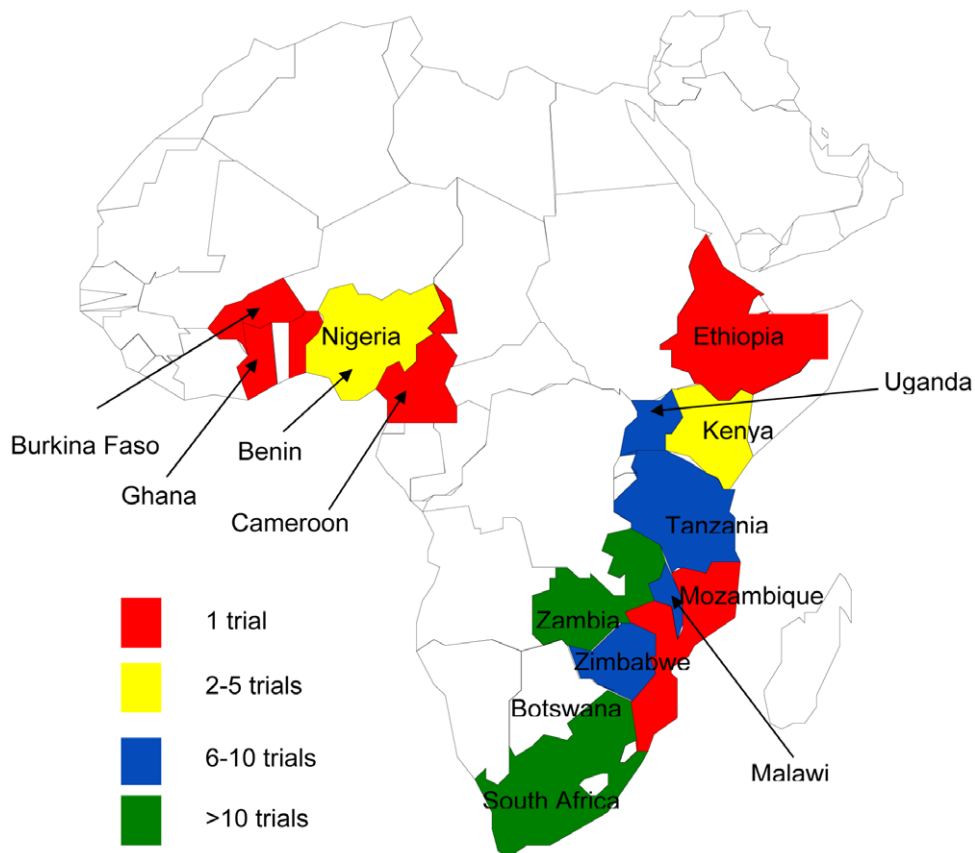 Nigeria
Ethiopia
Uganda
Kenya
Burkina Faso
Benin
Ghana
Cameroon
Tanzania
Mozambique
Zambia
Zimbabwe
Botswana
Malawi
South Africa
1 trial
2-5 trials
6-10 trials
>10 trials